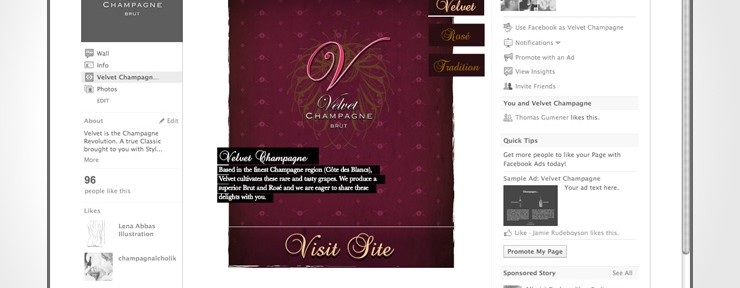 CHAMPAGNE
BRUT
Wall
Info
Velvet Champagn...
Photos
EDIT
About
Edit
Velvet is the Champagne
Revolution. A true Classic
brought to you with Styl...
More
96
people like this
Likes
Lena Abbas
Illustration
champagnalcholik
Velvet
Rosé
Tradition
V
Velvet
CHAMPAGNE
BRUT
Velvet Champagne
Based in the finest Champagne region (Côte des Blancs),
Velvet cultivates these rare and tasty grapes. We produce a
superior Brut and Rosé and we are eager to share these
delights with you.
Visit Site
Use Facebook as Velvet Champagne
Notifications
Promote with an Ad
View Insights
Invite Friends
You and Velvet Champagne
Thomas Gumener likes this.
Quick Tips
Get more people to like your Page with
Facebook Ads today!
Sample Ad: Velvet Champagne
Your ad text here.
Like · Jamie Rudeboyson likes this.
Promote My Page
Sponsored Story
See All